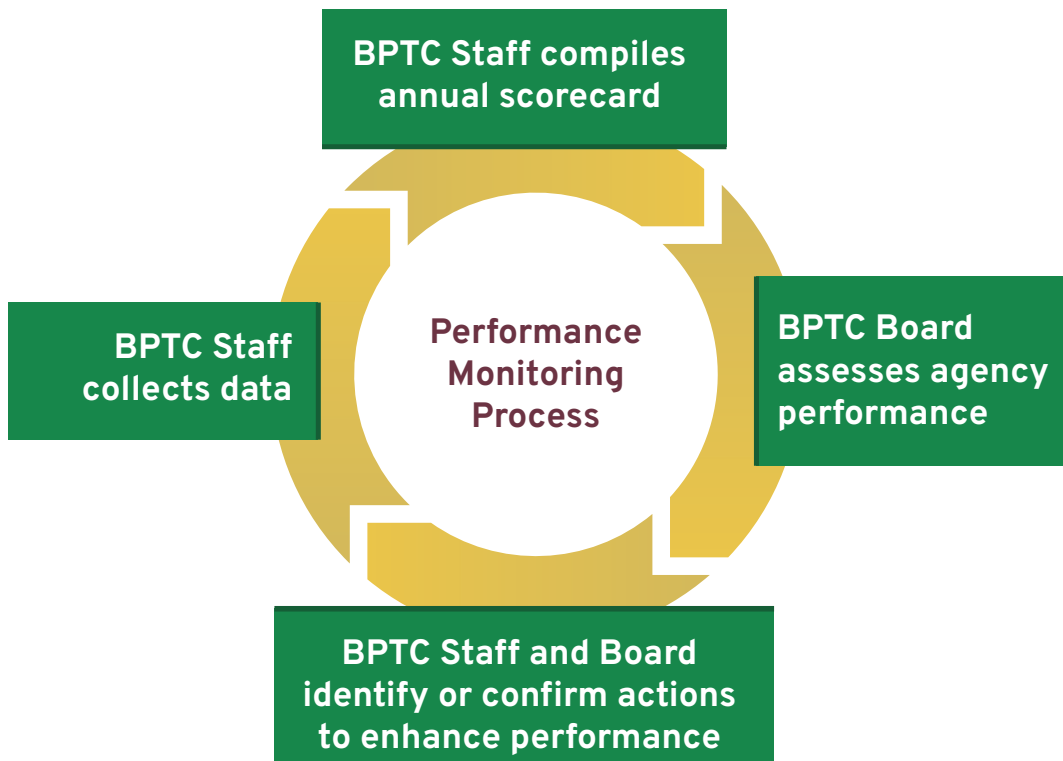 BPTC Staff compiles
annual scorecard
BPTC Staff
collects data
Performance
Monitoring
Process
BPTC Board
assesses agency
performance
BPTC Staff and Board
identify or confirm actions
to enhance performance